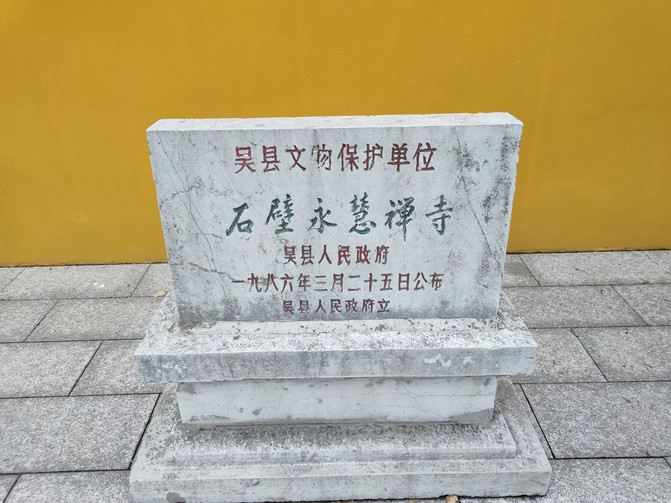 吴县文物保护单位
石壁永慧禅寺
吴县人民政府
一九八六年三月二十五日公布
吴县人民政府立